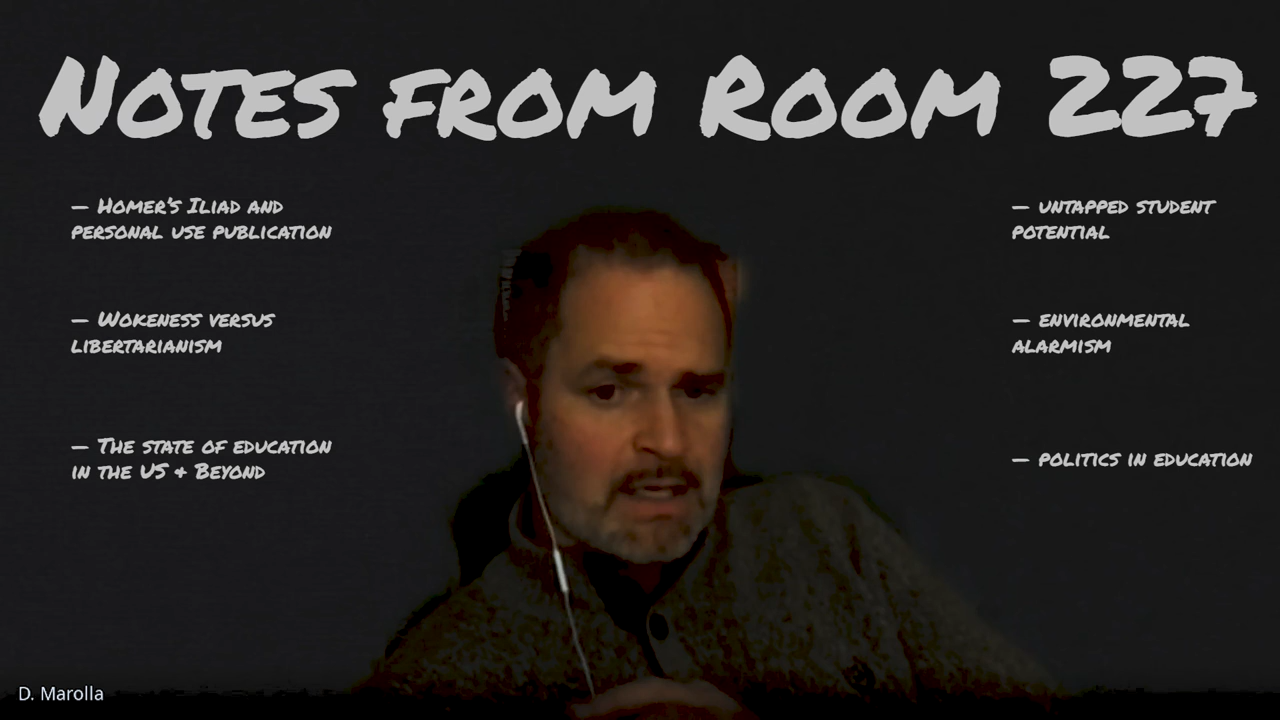 Notes from Room 227
– Homer's Iliad and
personal use publication
– Wokeness versus
libertarianism
– The state of education
in the US + Beyond
– untapped student
potential
– environmental
alarmism
– politics in education
D. Marolla